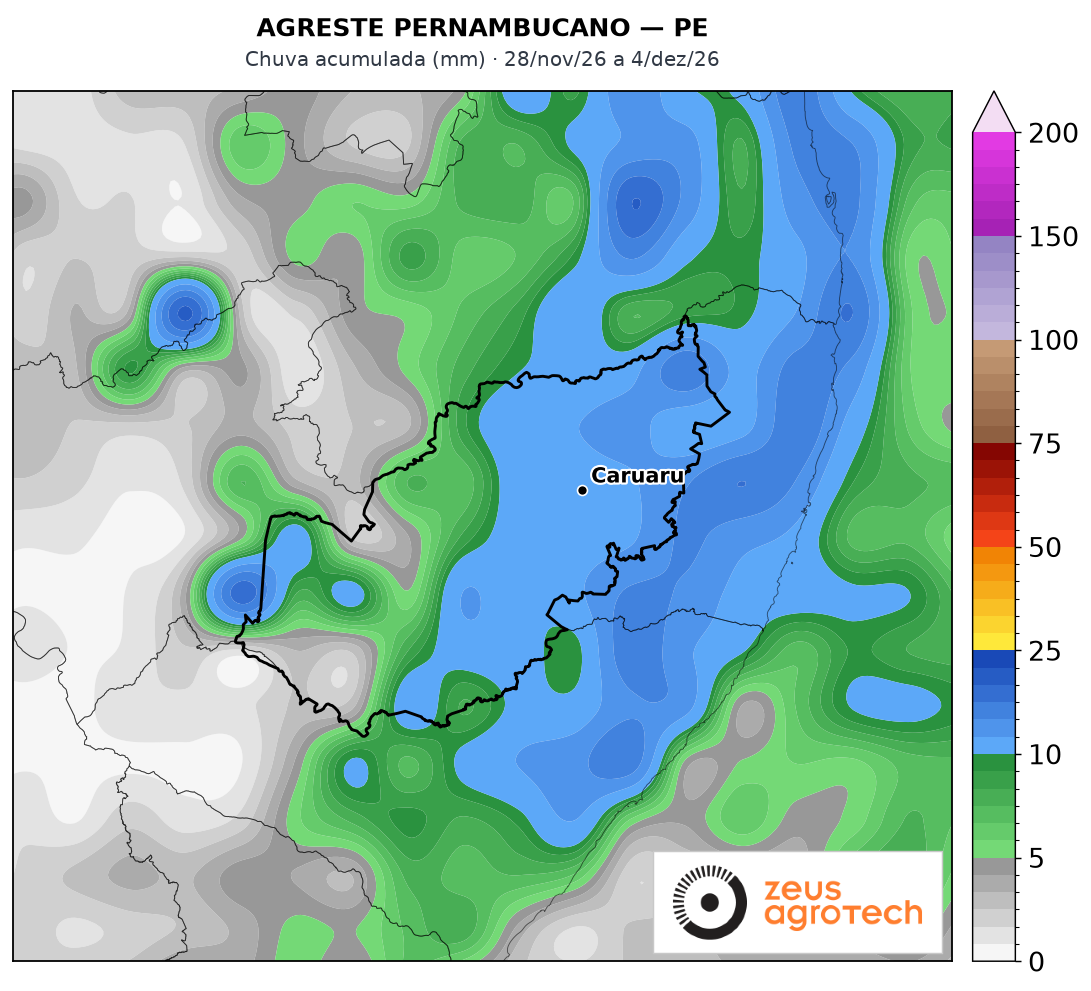 AGRESTE PERNAMBUCANO — PE
Chuva acumulada (mm) · 28/nov/26 a 4/dez/26
200
150
100
75
50
25
10
5
0
Caruaru
zeus
agrotech